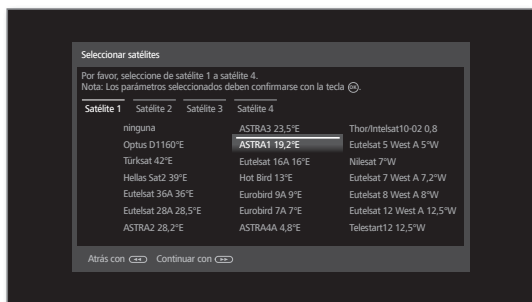 Seleccionar satélites
Por favor, seleccione de satélite 1 a satélite 4.
Nota: Los parámetros seleccionados deben confirmarse con la tecla OK.
Satélite 1 Satélite 2 Satélite 3 Satélite 4
ninguna ASTRA3 23,5°E Thor/Intelsat10-02 0,8
Optus D1160°E ASTRA1 19,2°E Eutelsat 5 West A 5°W
Türksat 42°E Eutelsat 16A 16°E Nilesat 7°W
Hellas Sat2 39°E Hot Bird 13°E Eutelsat 7 West A 7,2°W
Eutelsat 36A 36°E Eurobird 9A 9°E Eutelsat 8 West A 8°W
Eutelsat 28A 28,5°E Eurobird 7A 7°E Eutelsat 12 West A 12,5°W
ASTRA2 28,2°E ASTRA4A 4,8°E Telestart12 12,5°W
Atrás con Continuar con